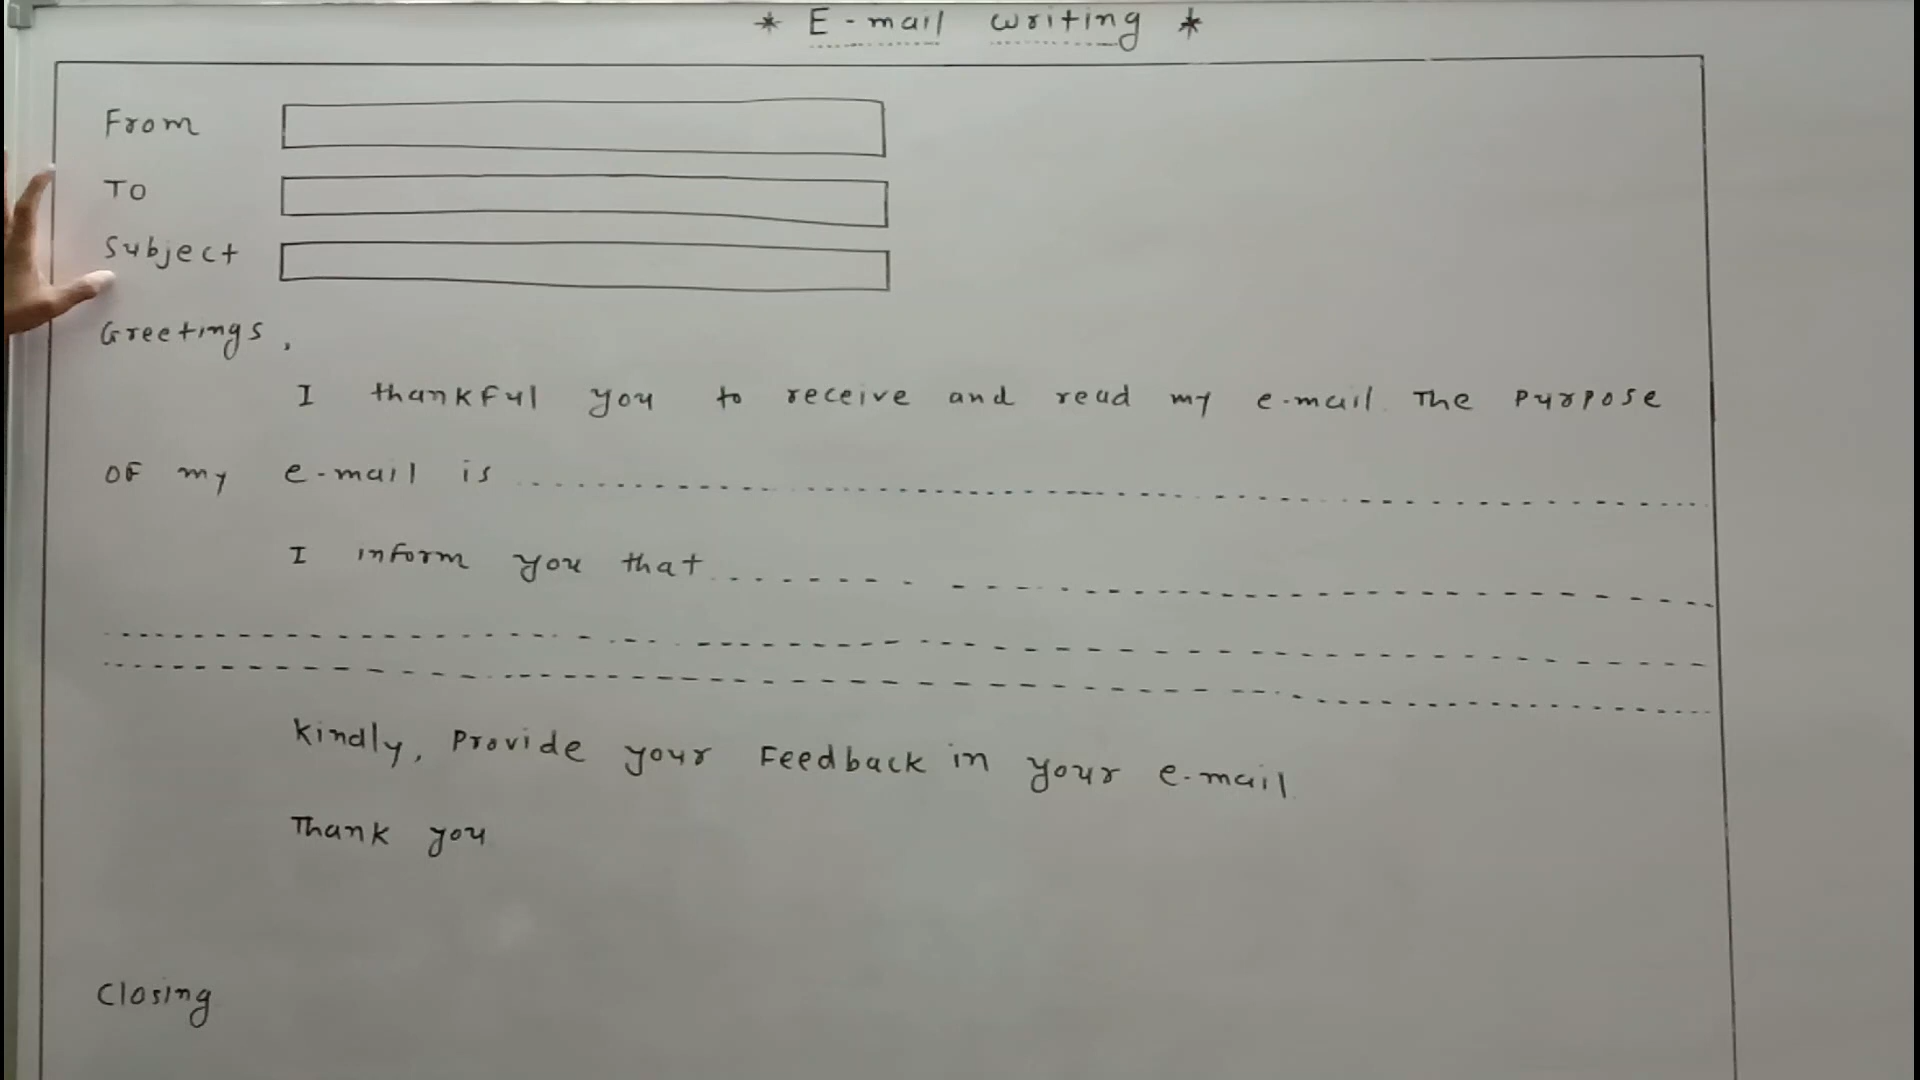 * E-mail writing *
From
To
Subject
Greetings,
I thankful you to receive and read my e-mail. The purpose
of my e-mail is ..............................
I inform you that ..............................
Kindly, Provide your Feedback in your e-mail.
Thank you
Closing